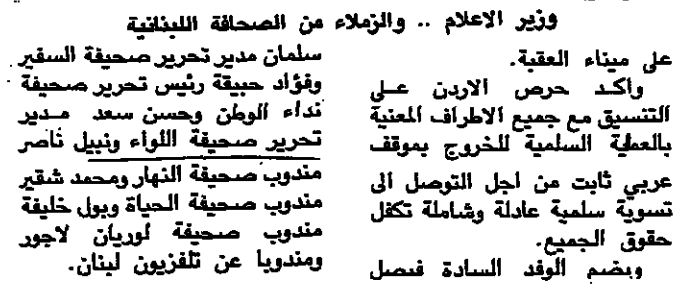 وزير الاعلام .. والزملاء من الصحافة اللبنانية
على ميناء العقبة.
واكد حرص الاردن على
التنسيق مع جميع الاطراف المعنية
بالعملية السلمية للخروج بموقف
عربي ثابت من اجل التوصل الى
تسوية سلمية عادلة وشاملة تكفل
حقوق الجميع.
ويضم الوفد السادة فيصل
سلمان مدير تحرير صحيفة السفير
وفؤاد حبيقة رئيس تحرير صحيفة
نداء الوطن وحسن سعد مدير
تحرير صحيفة اللواء ونبيل ناصر
مندوب صحيفة النهار ومحمد شقير
مندوب صحيفة الحياة وبول خليفة
مندوب صحيفة لوريان لاجور
ومندوبا عن تلفزيون لبنان.